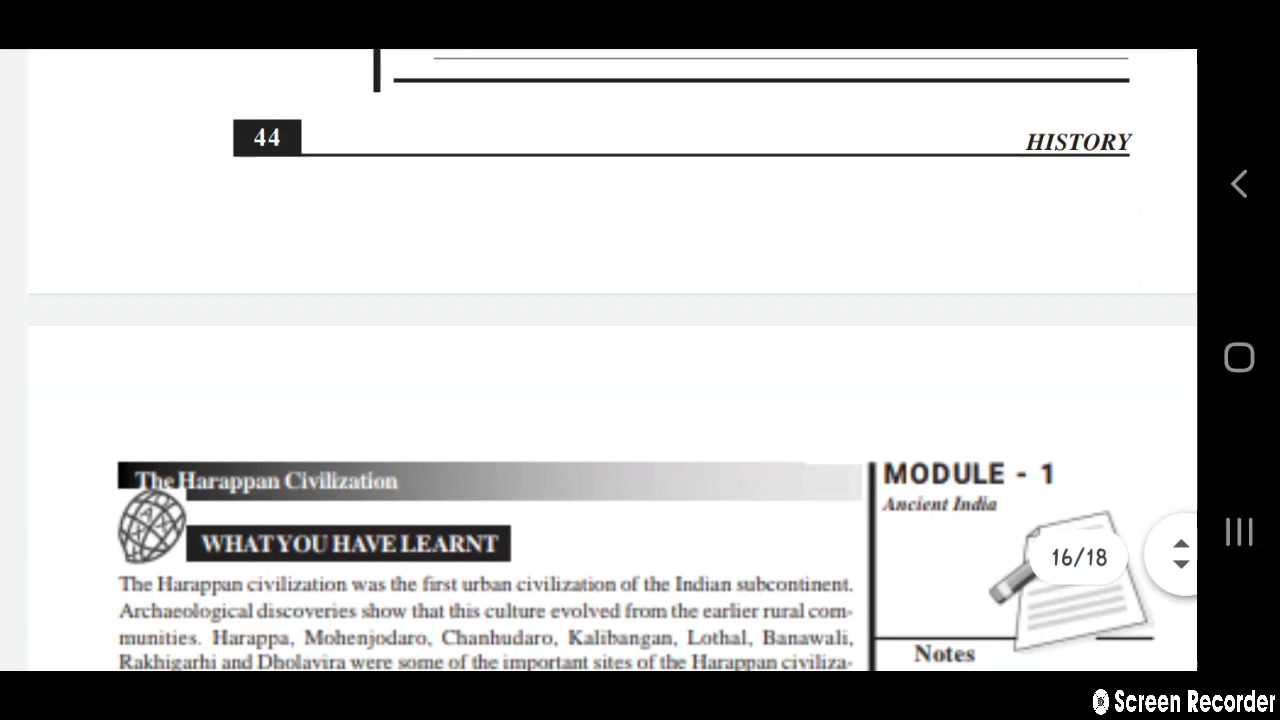 44
HISTORY
The Harappan Civilization
MODULE - 1
Ancient India
WHAT YOU HAVE LEARNT
16/18
The Harappan civilization was the first urban civilization of the Indian subcontinent.
Archaeological discoveries show that this culture evolved from the earlier rural com-
munities. Harappa, Mohenjodaro, Chanhudaro, Kalibangan, Lothal, Banawali,
Rakhigarhi and Dholavira were some of the important sites of the Harappan civiliza-
Notes
Screen Recorder